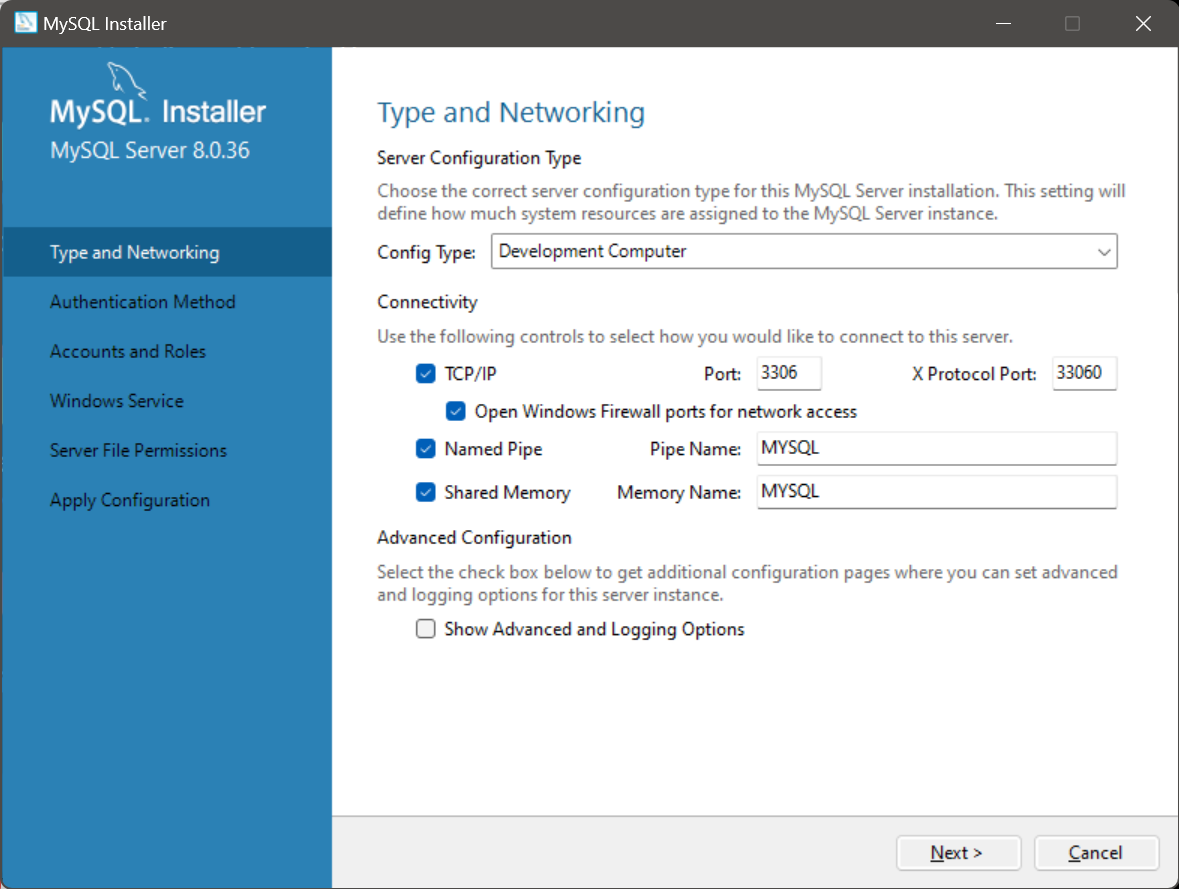 MySQL Installer
MySQL. Installer
MySQL Server 8.0.36
Type and Networking
Authentication Method
Accounts and Roles
Windows Service
Server File Permissions
Apply Configuration
Type and Networking
Server Configuration Type
Choose the correct server configuration type for this MySQL Server installation. This setting will
define how much system resources are assigned to the MySQL Server instance.
Config Type: Development Computer
Connectivity
Use the following controls to select how you would like to connect to this server.
TCP/IP Port: 3306 X Protocol Port: 33060
Open Windows Firewall ports for network access
Named Pipe Pipe Name: MYSQL
Shared Memory Memory Name: MYSQL
Advanced Configuration
Select the check box below to get additional configuration pages where you can set advanced
and logging options for this server instance.
Show Advanced and Logging Options
Next > Cancel